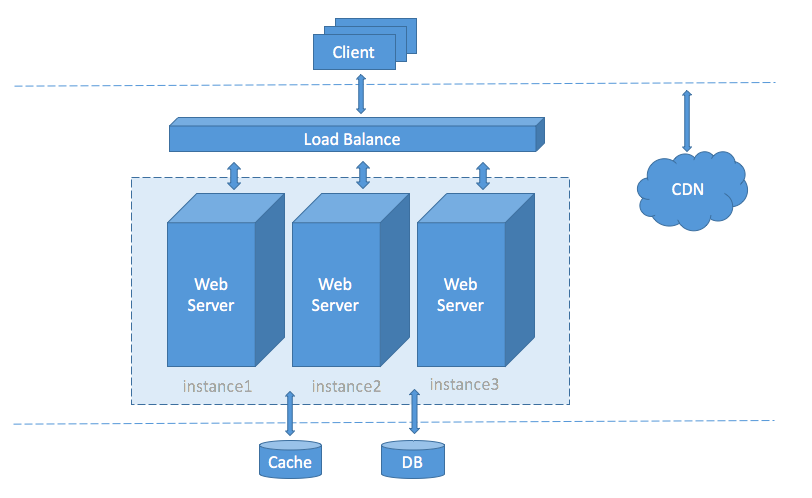 Client
Load Balance
CDN
Web
Server
Web
Server
Web
Server
instance1
instance2
instance3
Cache
DB